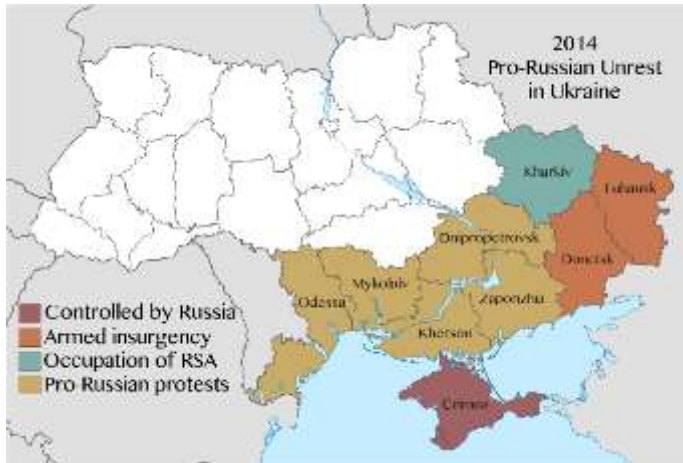 2014
Pro-Russian Unrest
in Ukraine
Kharkiv
Luhansk
Dnipropetrovsk
Donetsk
Mykolaiv
Odessa
Zaporizhia
Kherson
Controlled by Russia
Armed insurgency
Occupation of RSA
Pro-Russian protests
Crimea